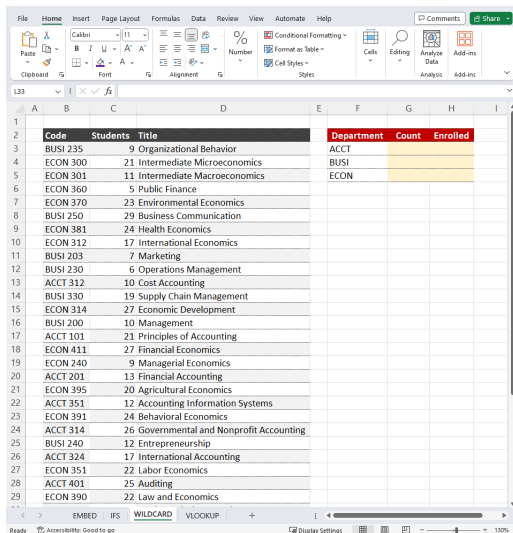 File Home Insert Page Layout Formulas Data Review View Automate Help Comments Share
Paste
Calibri 11
B I U A A
A
Number
Conditional Formatting
Format as Table
Cell Styles
Cells
Editing
Analyze
Data
Add-ins
Clipboard Font Alignment Styles Analysis Add-ins
L33 fx
A B C D E F G H I
1
2 Code Students Title Department Count Enrolled
3 BUSI 235 9 Organizational Behavior ACCT
4 ECON 300 21 Intermediate Microeconomics BUSI
5 ECON 301 11 Intermediate Macroeconomics ECON
6 ECON 360 5 Public Finance
7 ECON 370 23 Environmental Economics
8 BUSI 250 29 Business Communication
9 ECON 381 24 Health Economics
10 ECON 312 17 International Economics
11 BUSI 203 7 Marketing
12 BUSI 230 6 Operations Management
13 ACCT 312 10 Cost Accounting
14 BUSI 330 19 Supply Chain Management
15 ECON 314 27 Economic Development
16 BUSI 200 10 Management
17 ACCT 101 21 Principles of Accounting
18 ECON 411 27 Financial Economics
19 ECON 240 9 Managerial Economics
20 ACCT 201 13 Financial Accounting
21 ECON 395 20 Agricultural Economics
22 ACCT 351 12 Accounting Information Systems
23 ECON 391 24 Behavioral Economics
24 ACCT 314 26 Governmental and Nonprofit Accounting
25 BUSI 240 12 Entrepreneurship
26 ACCT 324 17 International Accounting
27 ECON 351 22 Labor Economics
28 ACCT 401 25 Auditing
29 ECON 390 22 Law and Economics
EMBED IFS WILDCARD VLOOKUP +
Ready Accessibility: Good to go Display Settings - + 130%